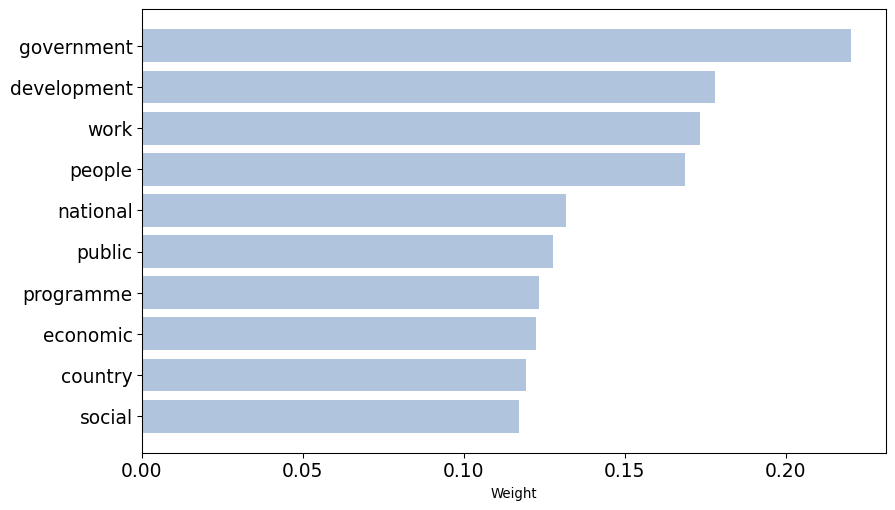 government
development
work
people
national
public
programme
economic
country
social
0.00 0.05 0.10 0.15 0.20
Weight